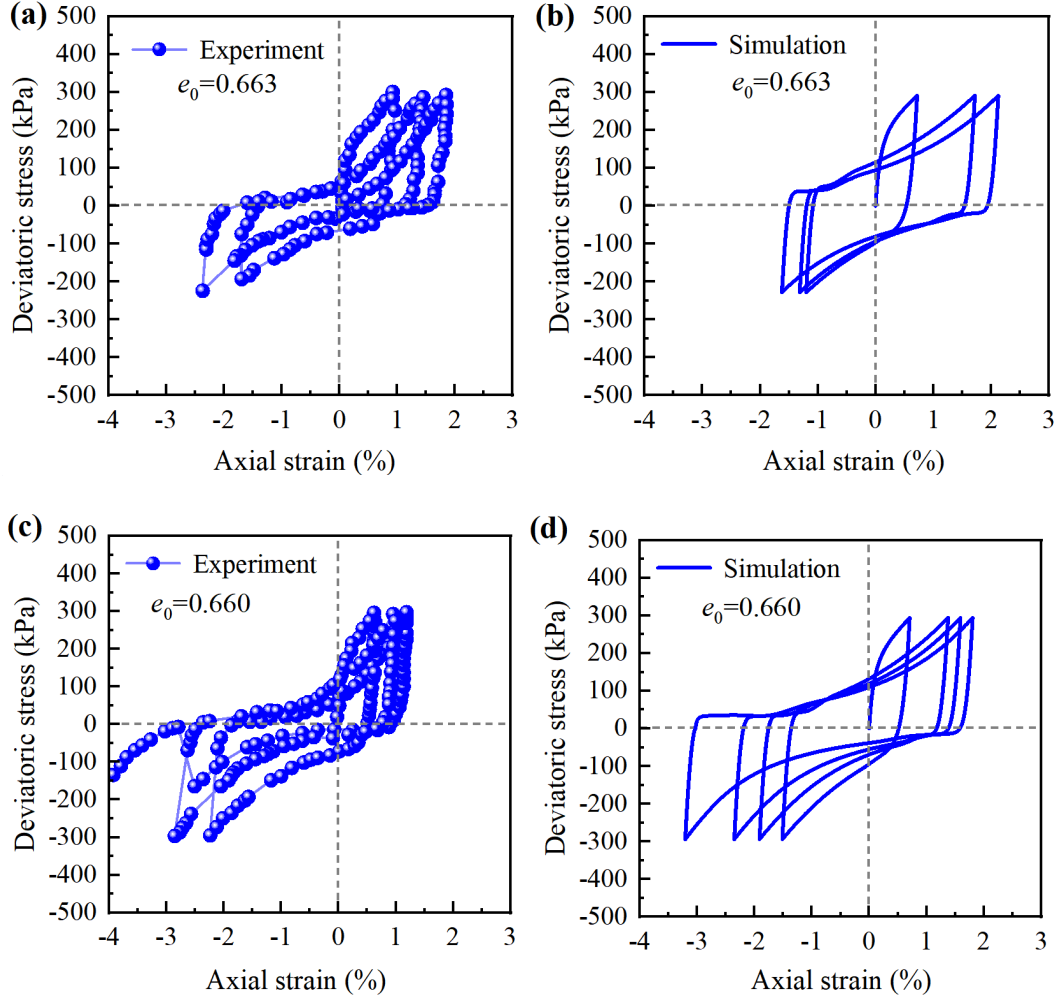 (a)
500
400
300
200
100
0
-100
-200
-300
-400
-500
Deviatoric stress (kPa)
Experiment
e0=0.663
-4 -3 -2 -1 0 1 2 3
Axial strain (%)
(b)
500
400
300
200
100
0
-100
-200
-300
-400
-500
Deviatoric stress (kPa)
Simulation
e0=0.663
-4 -3 -2 -1 0 1 2 3
Axial strain (%)
(c)
500
400
300
200
100
0
-100
-200
-300
-400
-500
Deviatoric stress (kPa)
Experiment
e0=0.660
-4 -3 -2 -1 0 1 2 3
Axial strain (%)
(d)
500
400
300
200
100
0
-100
-200
-300
-400
-500
Deviatoric stress (kPa)
Simulation
e0=0.660
-4 -3 -2 -1 0 1 2 3
Axial strain (%)